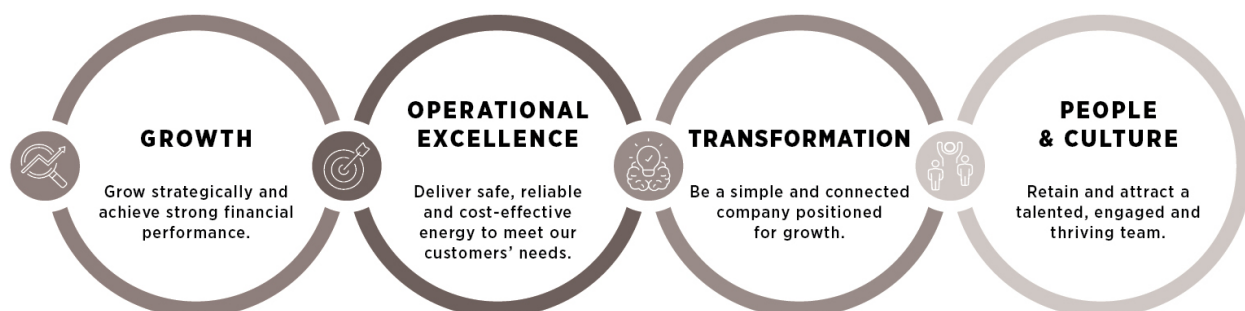 GROWTH
Grow strategically and
achieve strong financial
performance.
OPERATIONAL
EXCELLENCE
Deliver safe, reliable
and cost-effective
energy to meet our
customers’ needs.
TRANSFORMATION
Be a simple and connected
company positioned
for growth.
PEOPLE
& CULTURE
Retain and attract a
talented, engaged and
thriving team.